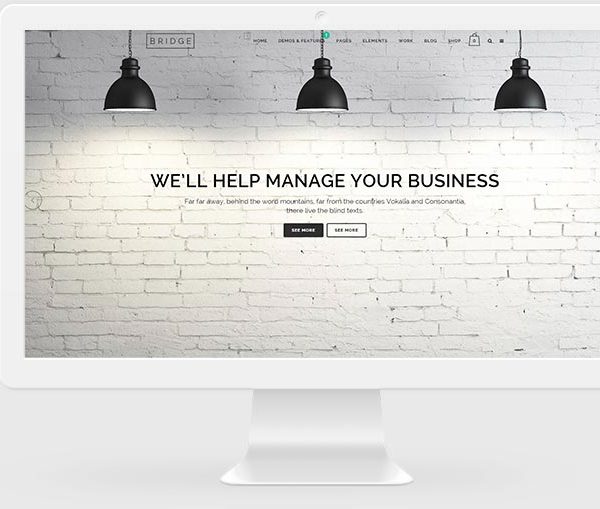 BRIDGE
HOME DEMOS & FEATURES PAGES ELEMENTS WORK BLOG SHOP
WE'LL HELP MANAGE YOUR BUSINESS
Far far away, behind the word mountains, far from the countries Vokalia and Consonantia,
there live the blind texts.
SEE MORE SEE MORE